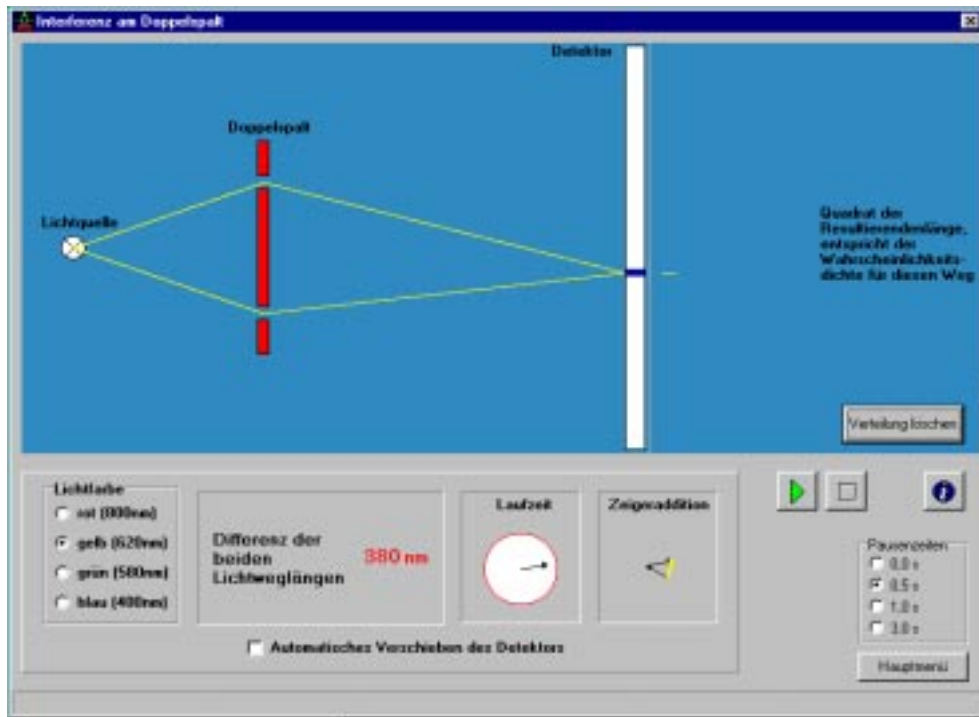 Interferenz am Doppelspalt
Detektor
Doppelspalt
Lichtquelle
Quadrat der
Resultierendenlänge,
entspricht der
Wahrscheinlichkeits-
dichte für diesen Weg
Verteilung löschen
Lichtfarbe
rot (800nm)
gelb (620nm)
grün (580nm)
blau (400nm)
Differenz der
beiden
Lichtweglängen
380 nm
Laufzeit
Zeigeraddition
Automatisches Verschieben des Detektors
Pausenzeiten
0.0 s
0.5 s
1.0 s
3.0 s
Hauptmenü